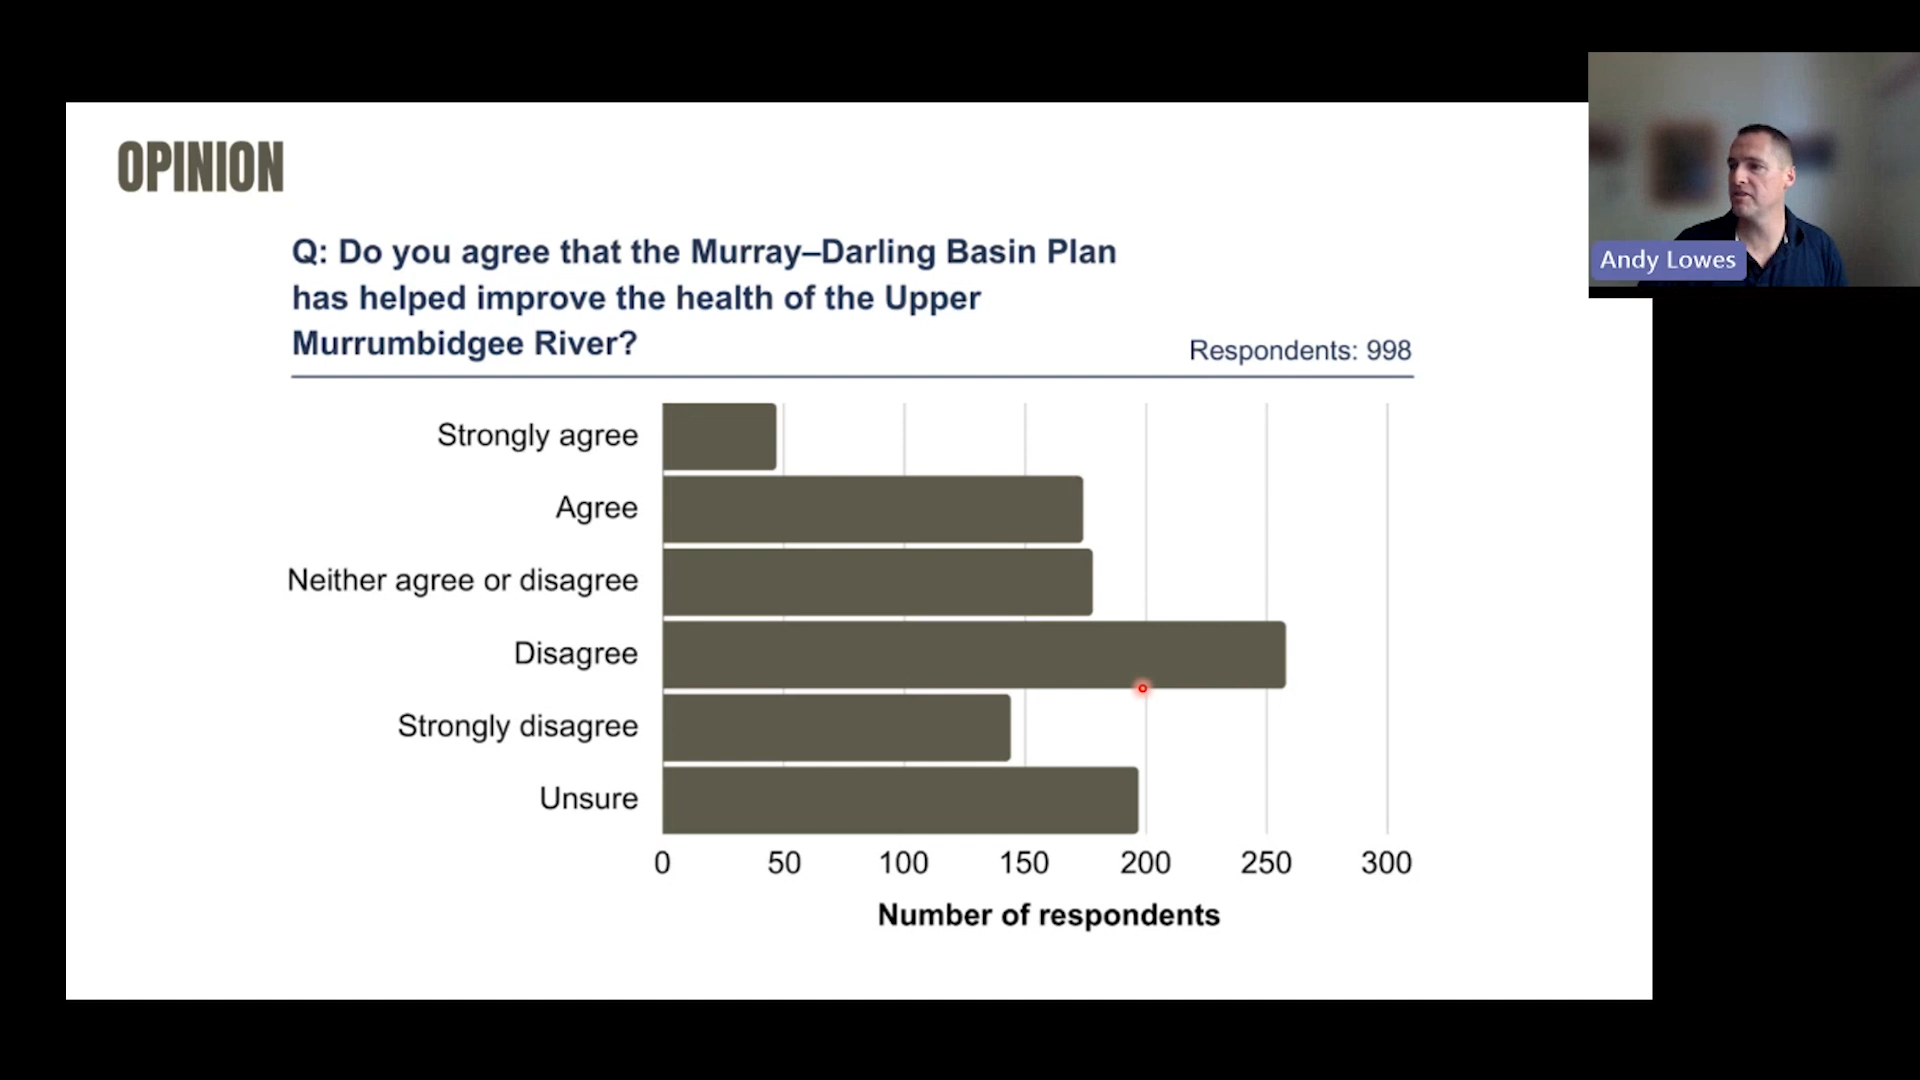 OPINION
Q: Do you agree that the Murray–Darling Basin Plan
has helped improve the health of the Upper
Murrumbidgee River?
Respondents: 998
Strongly agree
Agree
Neither agree or disagree
Disagree
Strongly disagree
Unsure
0 50 100 150 200 250 300
Number of respondents
Andy Lowes